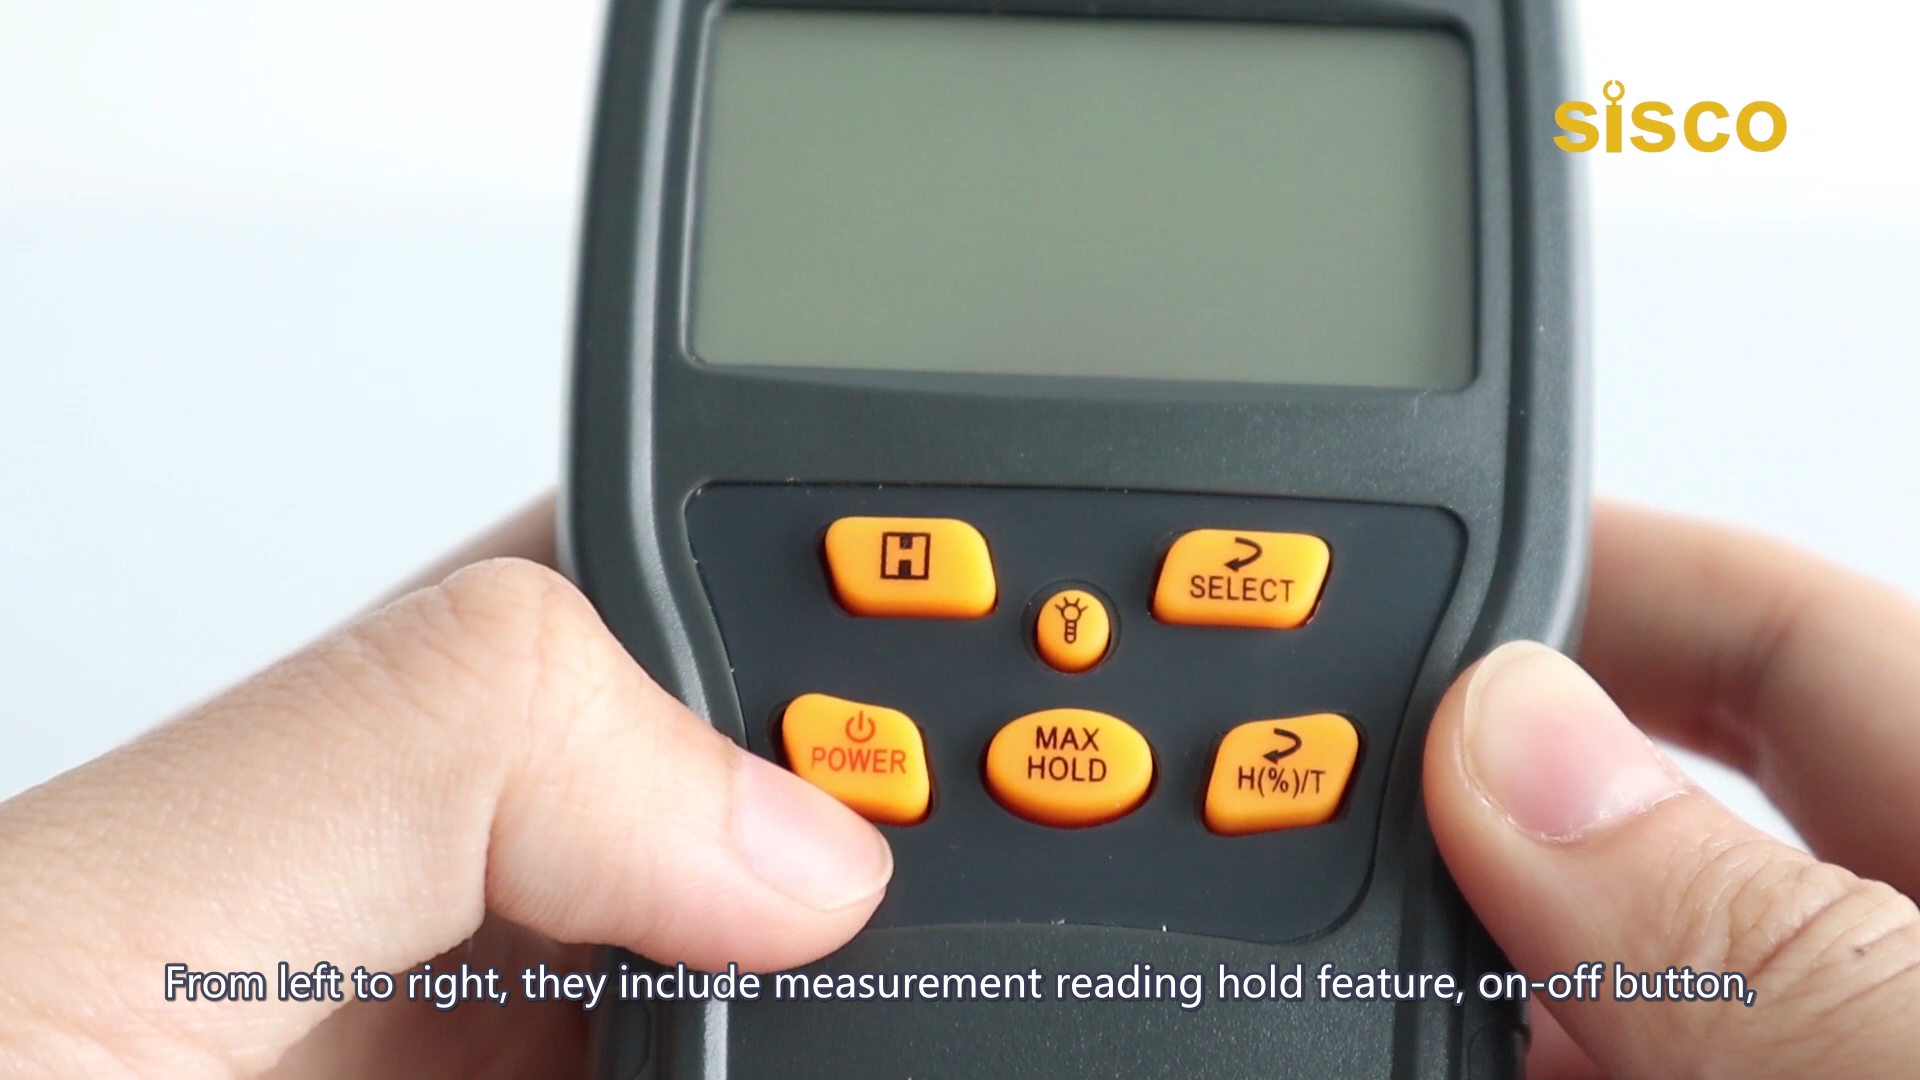 sisco
H
SELECT
POWER
MAX
HOLD
H(%)/T
From left to right, they include measurement reading hold feature, on-off button,